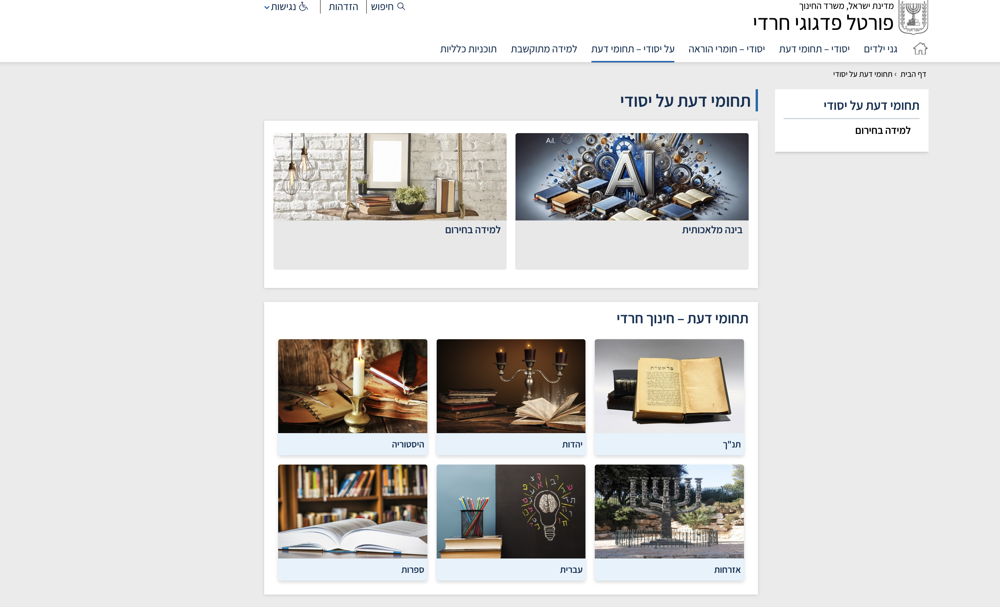 מדינת ישראל, משרד החינוך
פורטל פדגוגי חרדי
חיפוש
הזדהות
נגישות
גני ילדים
יסודי – תחומי דעת
יסודי – חומרי הוראה
על יסודי – תחומי דעת
למידה מתוקשבת
תוכניות כלליות
דף הבית › תחומי דעת על יסודי
תחומי דעת על יסודי
למידה בחירום
תחומי דעת על יסודי
AiL
AI
בינה מלאכותית
למידה בחירום
תחומי דעת – חינוך חרדי
בראשית
תנ"ך
יהדות
היסטוריה
אזרחות
עברית
ספרות